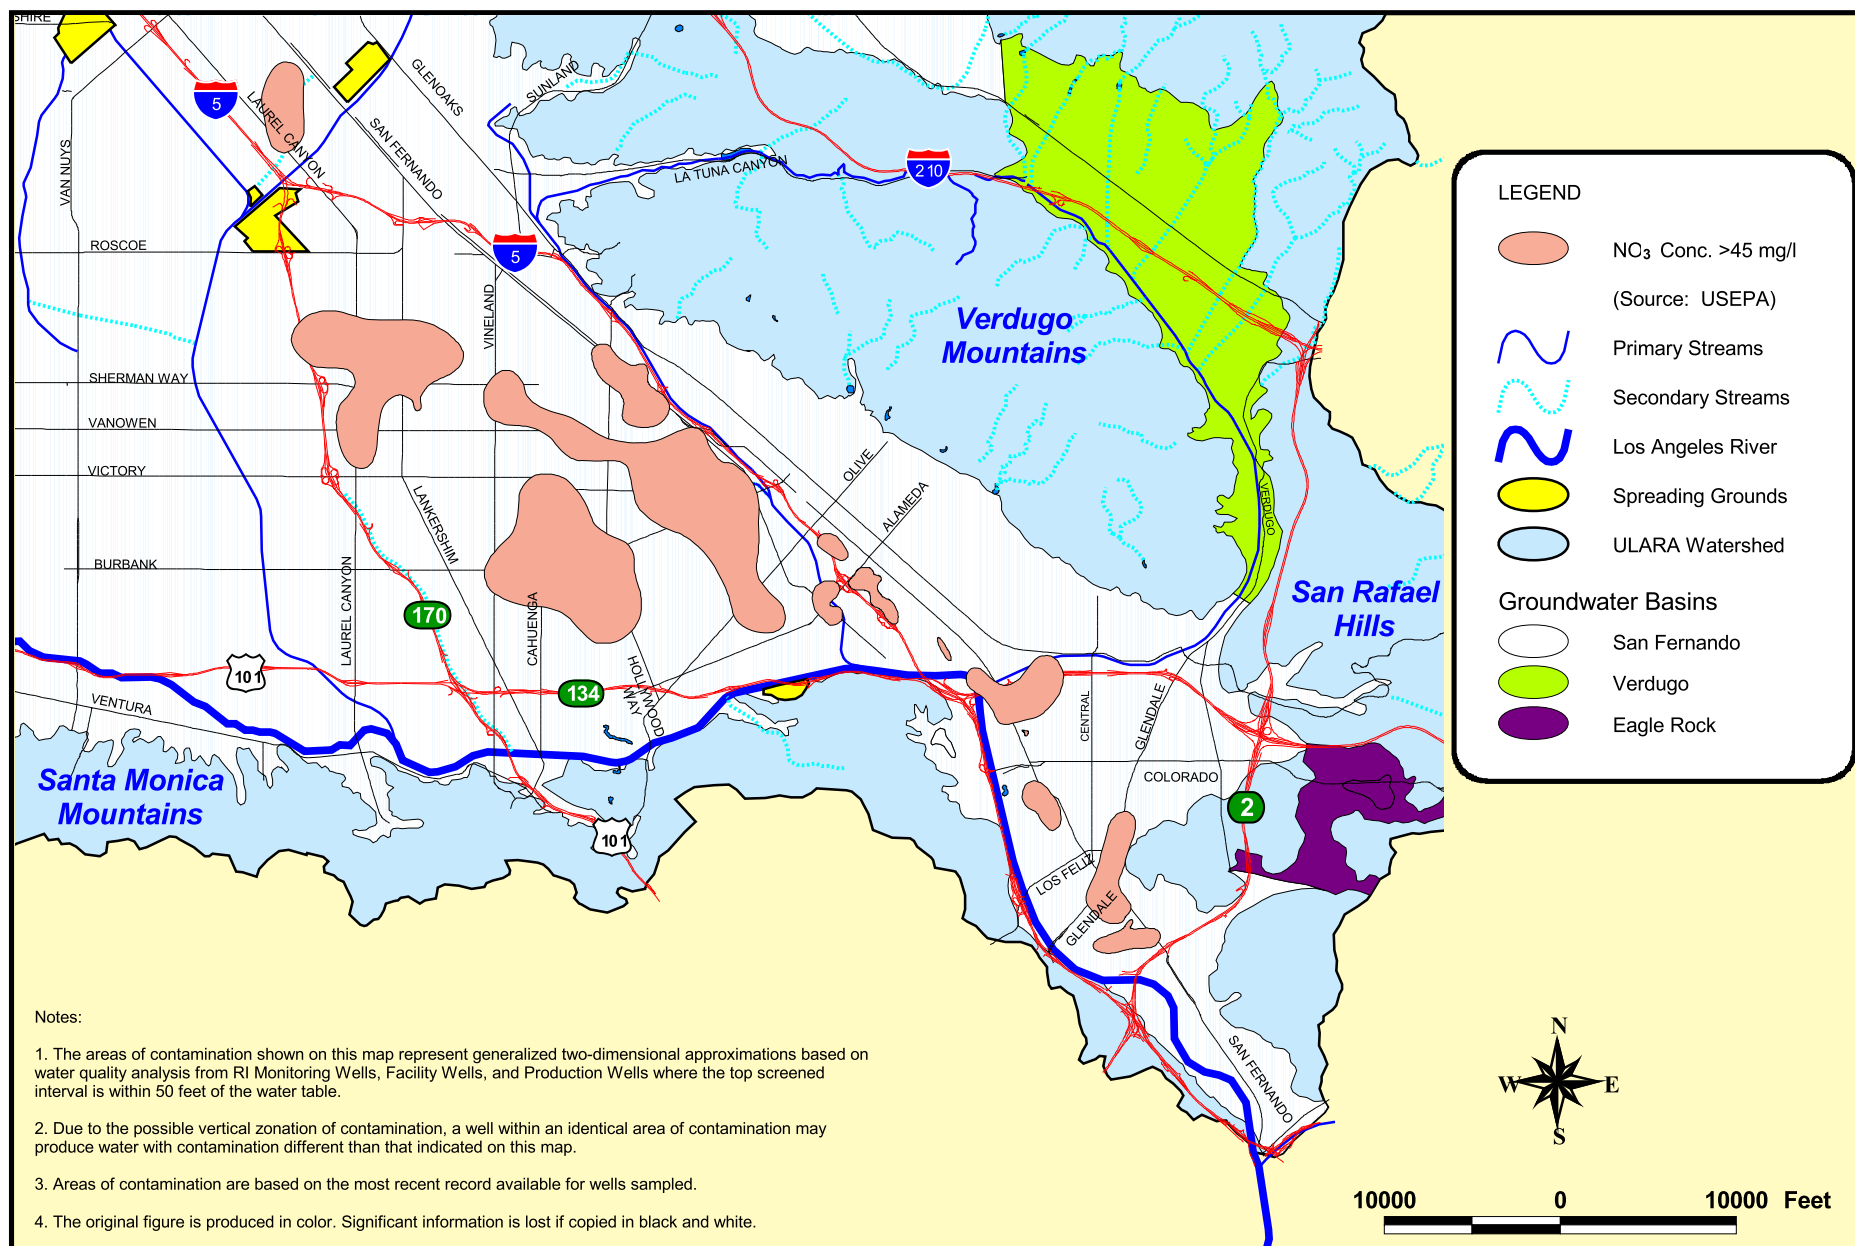 SHIRE
GLENOAKS
SUNLAND
5
LAUREL CANYON
SAN FERNANDO
VAN NUYS
LA TUNA CANYON
210
ROSCOE
5
VINELAND
Verdugo
Mountains
SHERMAN WAY
VANOWEN
VICTORY
OLIVE
ALAMEDA
LANKERSHIM
VERDUGO
BURBANK
LAUREL CANYON
170
CAHUENGA
San Rafael
Hills
101
134
HOLLYWOOD
WAY
VENTURA
CENTRAL
GLENDALE
COLORADO
Santa Monica
Mountains
2
101
LOS FELIZ
GLENDALE
SAN FERNANDO
LEGEND
NO3 Conc. >45 mg/l
(Source: USEPA)
Primary Streams
Secondary Streams
Los Angeles River
Spreading Grounds
ULARA Watershed
Groundwater Basins
San Fernando
Verdugo
Eagle Rock
Notes:
1. The areas of contamination shown on this map represent generalized two-dimensional approximations based on
water quality analysis from RI Monitoring Wells, Facility Wells, and Production Wells where the top screened
interval is within 50 feet of the water table.
2. Due to the possible vertical zonation of contamination, a well within an identical area of contamination may
produce water with contamination different than that indicated on this map.
3. Areas of contamination are based on the most recent record available for wells sampled.
4. The original figure is produced in color. Significant information is lost if copied in black and white.
N
W E
S
10000 0 10000 Feet